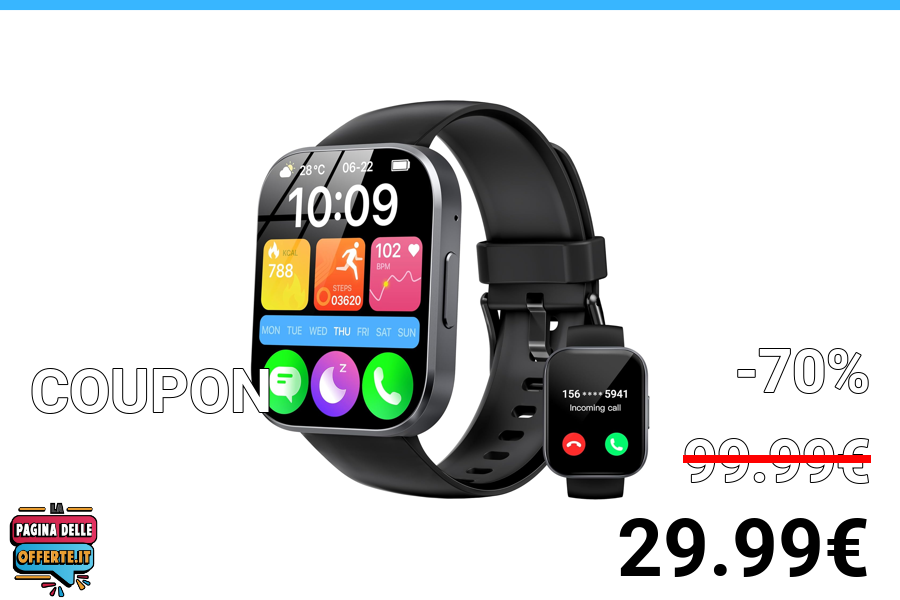 28°C 06-22
10:09
KCAL
788
STEPS
03620
102
BPM
MON TUE WED THU FRI SAT SUN
z
COUPON
156****5941
Incoming call
-70%
99.99€
29.99€
LA
PAGINA DELLE
OFFERTE.IT